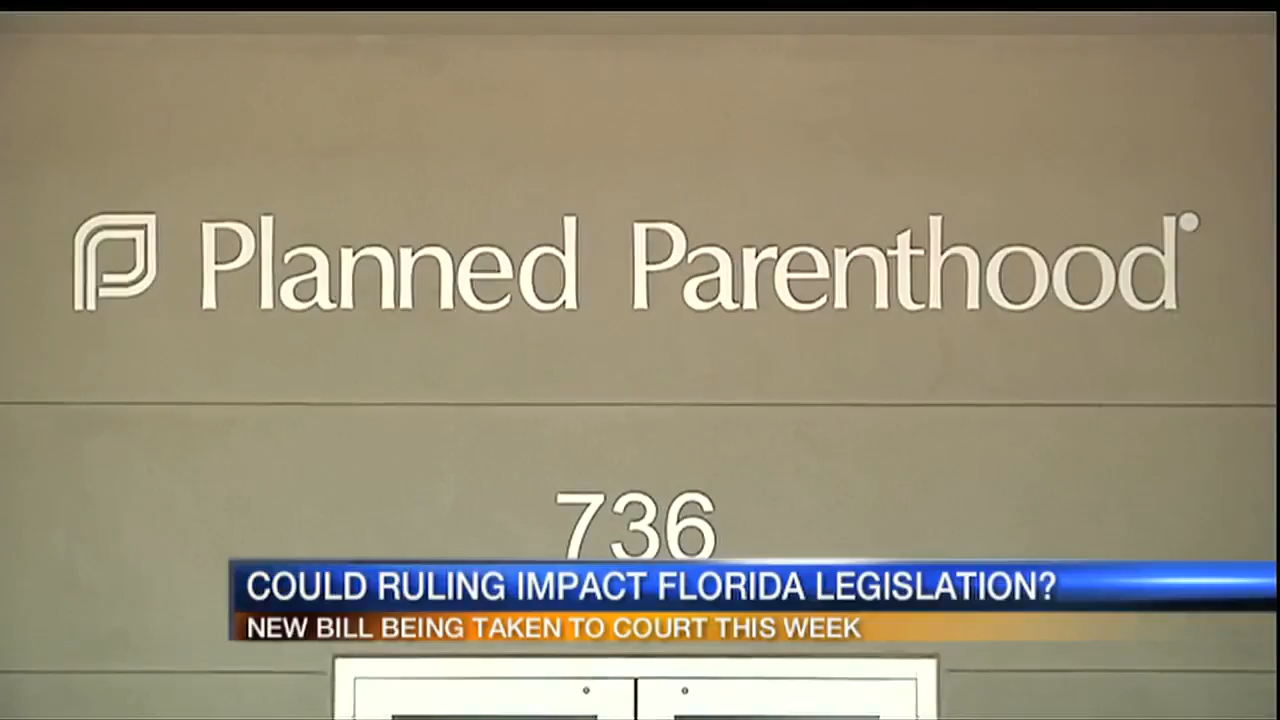 Planned Parenthood
736
COULD RULING IMPACT FLORIDA LEGISLATION?
NEW BILL BEING TAKEN TO COURT THIS WEEK